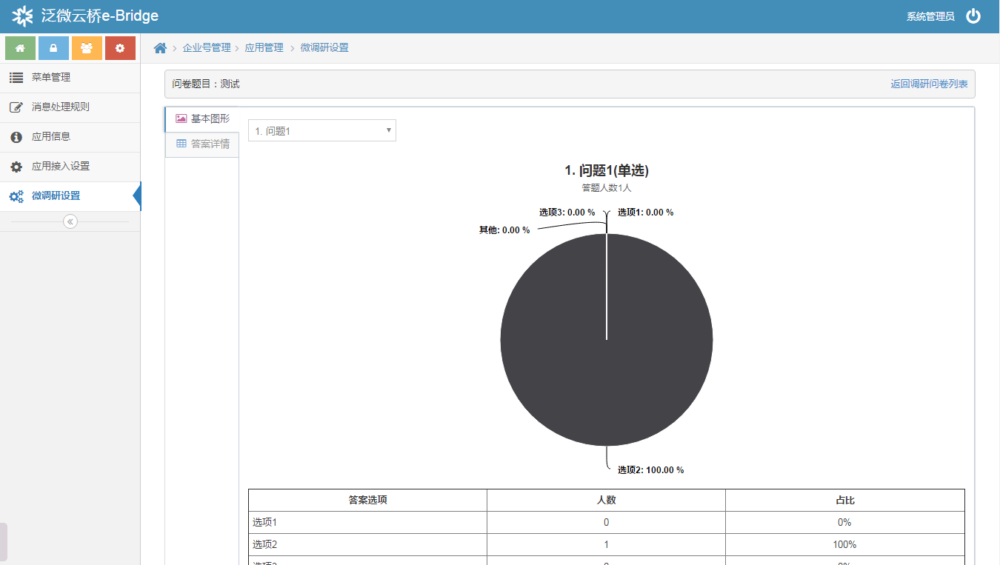 泛微云桥e-Bridge
系统管理员
企业号管理 > 应用管理 > 微调研设置
菜单管理
消息处理规则
应用信息
应用接入设置
微调研设置
问卷题目：测试
返回调研问卷列表
基本图形
答案详情
1. 问题1
1. 问题1(单选)
答题人数1人
选项3: 0.00 %
选项1: 0.00 %
其他: 0.00 %
选项2: 100.00 %
答案选项 人数 占比
选项1 0 0%
选项2 1 100%